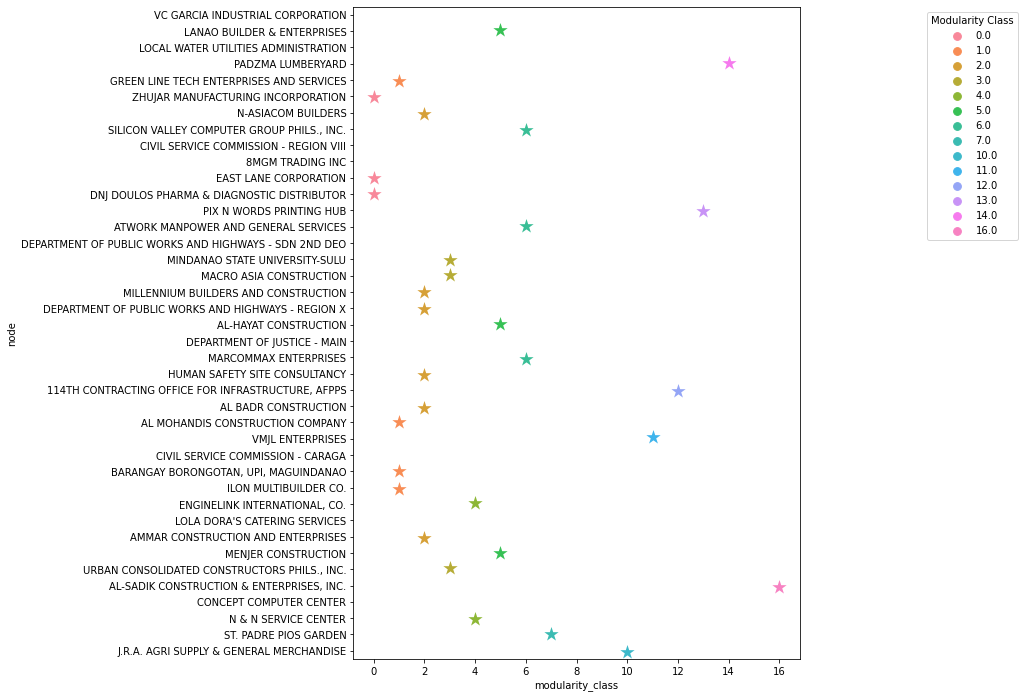 VC GARCIA INDUSTRIAL CORPORATION
LANAO BUILDER & ENTERPRISES
LOCAL WATER UTILITIES ADMINISTRATION
PADZMA LUMBERYARD
GREEN LINE TECH ENTERPRISES AND SERVICES
ZHUJAR MANUFACTURING INCORPORATION
N-ASIACOM BUILDERS
SILICON VALLEY COMPUTER GROUP PHILS., INC.
CIVIL SERVICE COMMISSION - REGION VIII
8MGM TRADING INC
EAST LANE CORPORATION
DNJ DOULOS PHARMA & DIAGNOSTIC DISTRIBUTOR
PIX N WORDS PRINTING HUB
ATWORK MANPOWER AND GENERAL SERVICES
DEPARTMENT OF PUBLIC WORKS AND HIGHWAYS - SDN 2ND DEO
MINDANAO STATE UNIVERSITY-SULU
MACRO ASIA CONSTRUCTION
MILLENNIUM BUILDERS AND CONSTRUCTION
DEPARTMENT OF PUBLIC WORKS AND HIGHWAYS - REGION X
AL-HAYAT CONSTRUCTION
DEPARTMENT OF JUSTICE - MAIN
MARCOMMAX ENTERPRISES
HUMAN SAFETY SITE CONSULTANCY
114TH CONTRACTING OFFICE FOR INFRASTRUCTURE, AFPPS
AL BADR CONSTRUCTION
AL MOHANDIS CONSTRUCTION COMPANY
VMJL ENTERPRISES
CIVIL SERVICE COMMISSION - CARAGA
BARANGAY BORONGOTAN, UPI, MAGUINDANAO
ILON MULTIBUILDER CO.
ENGINELINK INTERNATIONAL, CO.
LOLA DORA'S CATERING SERVICES
AMMAR CONSTRUCTION AND ENTERPRISES
MENJER CONSTRUCTION
URBAN CONSOLIDATED CONSTRUCTORS PHILS., INC.
AL-SADIK CONSTRUCTION & ENTERPRISES, INC.
CONCEPT COMPUTER CENTER
N & N SERVICE CENTER
ST. PADRE PIOS GARDEN
J.R.A. AGRI SUPPLY & GENERAL MERCHANDISE
node
0 2 4 6 8 10 12 14 16
modularity_class
Modularity Class
0.0
1.0
2.0
3.0
4.0
5.0
6.0
7.0
10.0
11.0
12.0
13.0
14.0
16.0